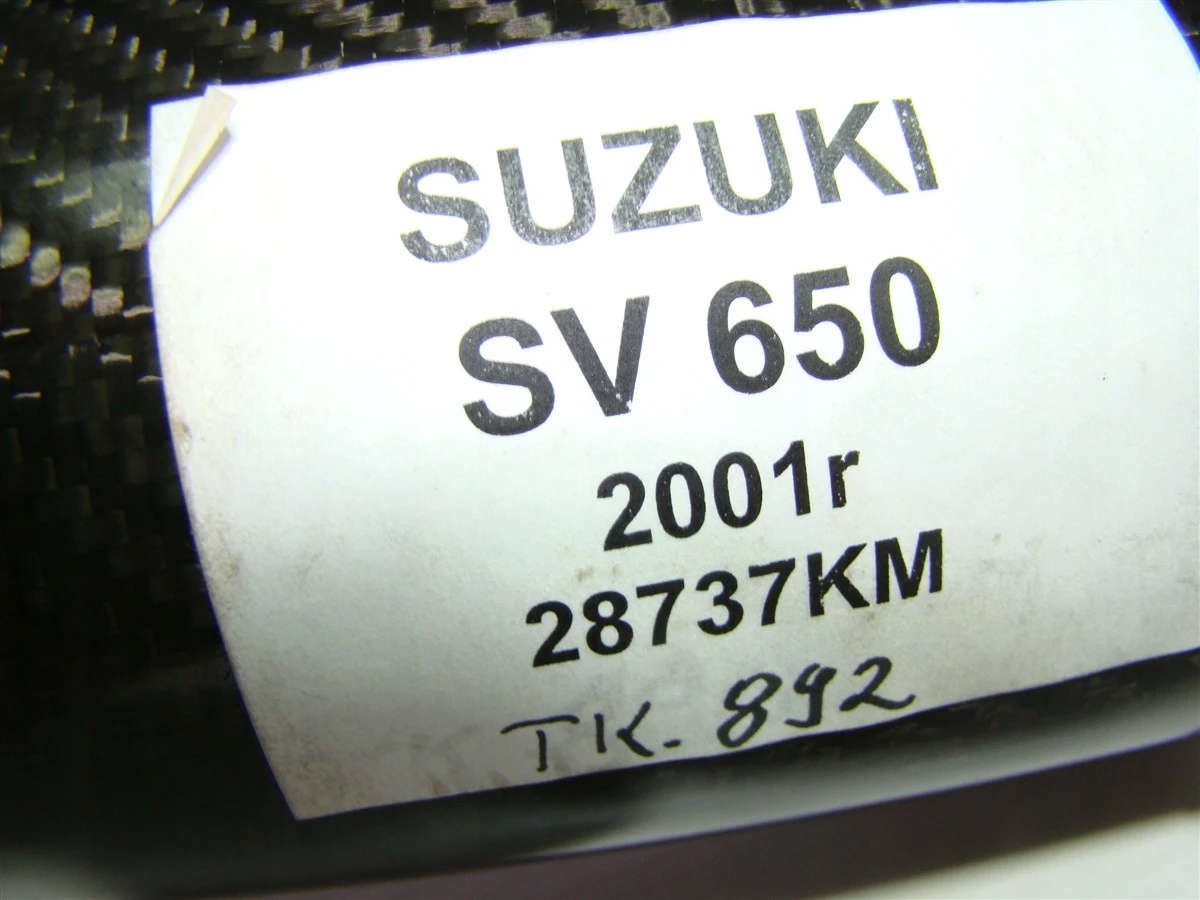 SUZUKI
SV 650
2001r
28737KM
TK. 892